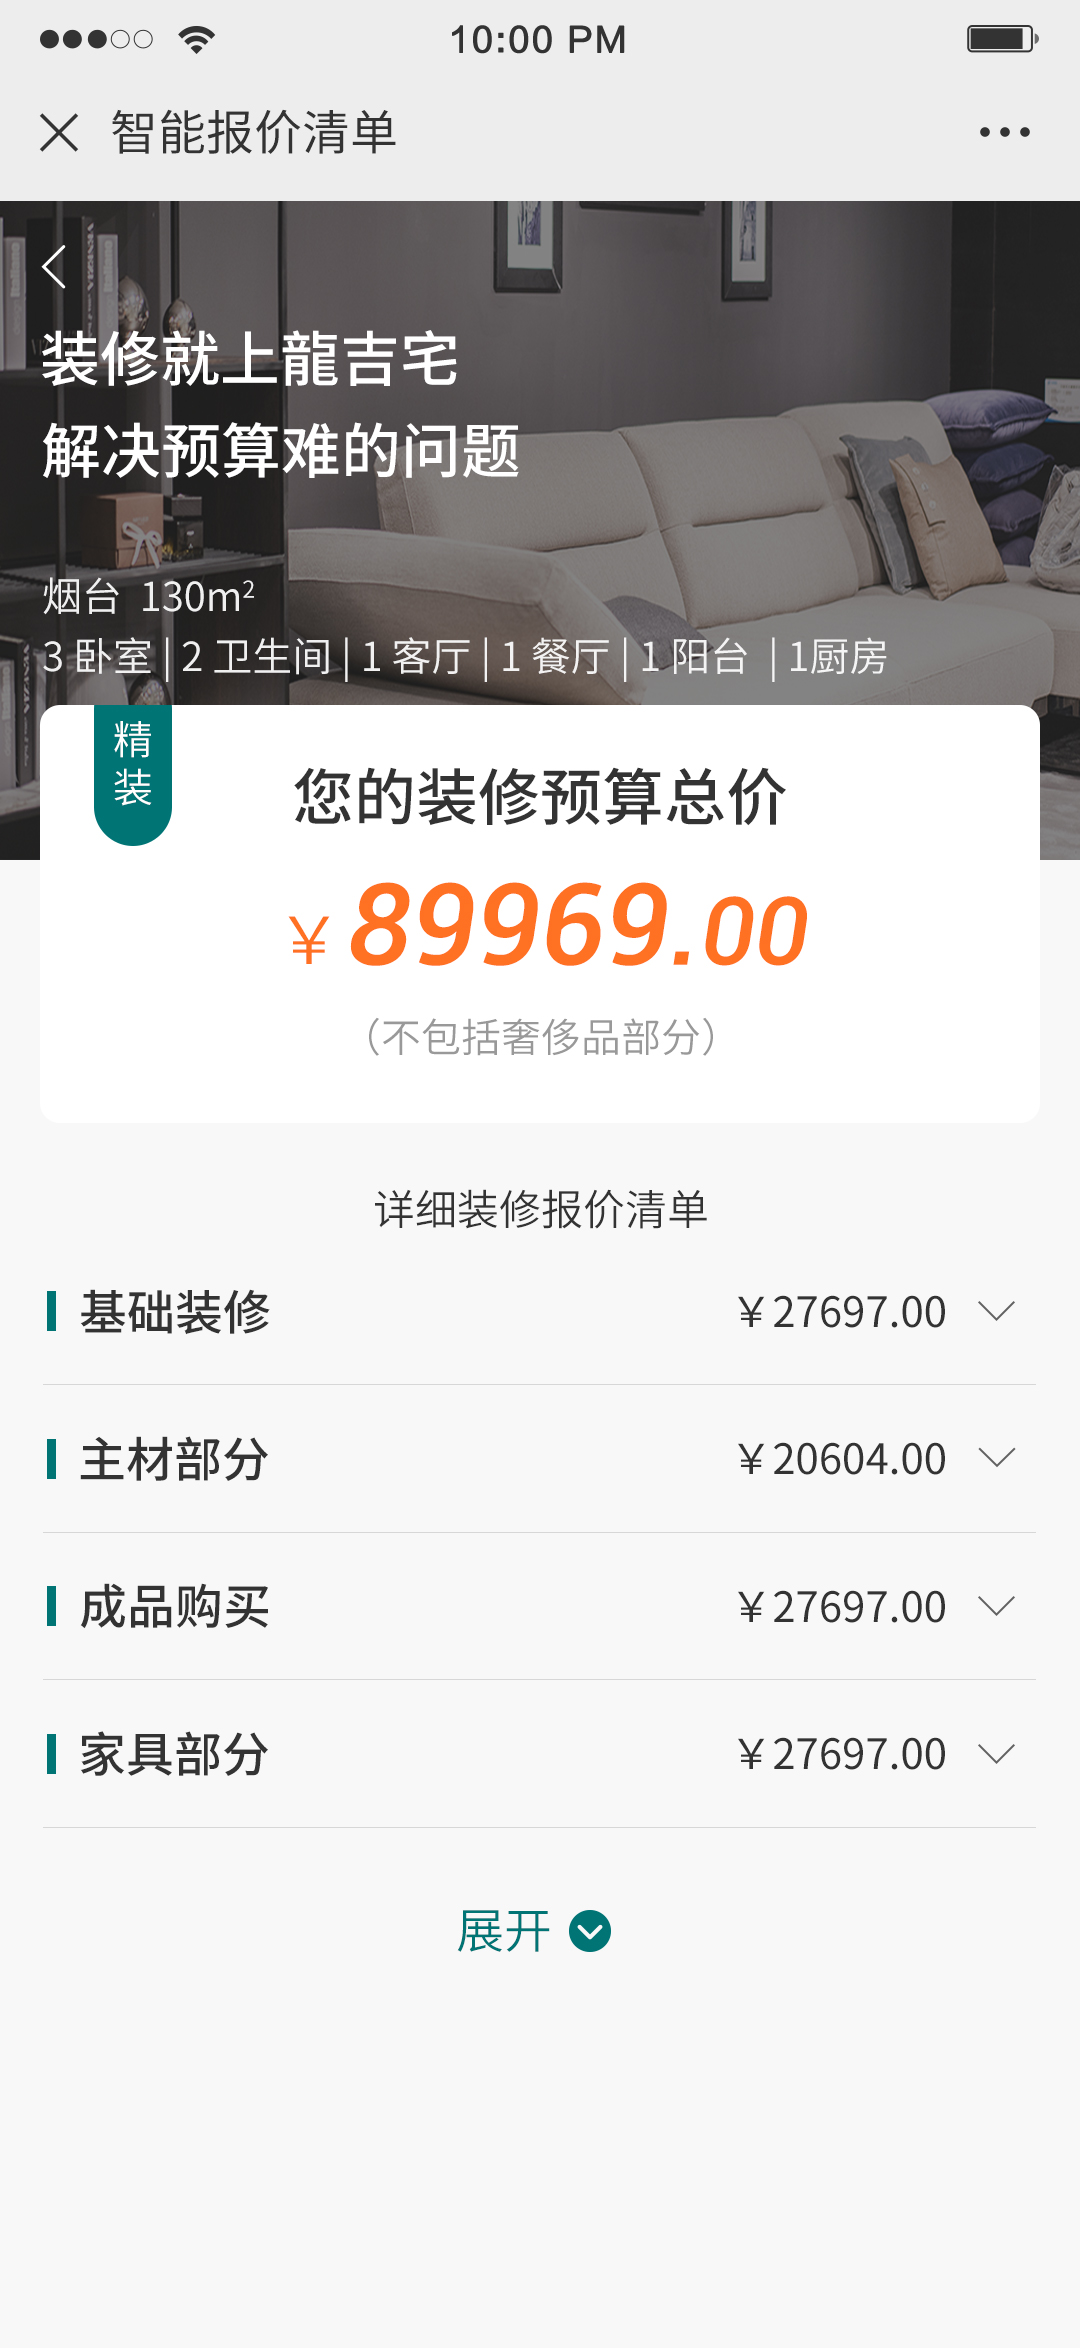 10:00 PM
智能报价清单
装修就上龍吉宅
解决预算难的问题
烟台 130m²
3 卧室 | 2 卫生间 | 1 客厅 | 1 餐厅 | 1 阳台 | 1厨房
精装
您的装修预算总价
¥ 89969.00
（不包括奢侈品部分）
详细装修报价清单
基础装修 ¥27697.00
主材部分 ¥20604.00
成品购买 ¥27697.00
家具部分 ¥27697.00
展开